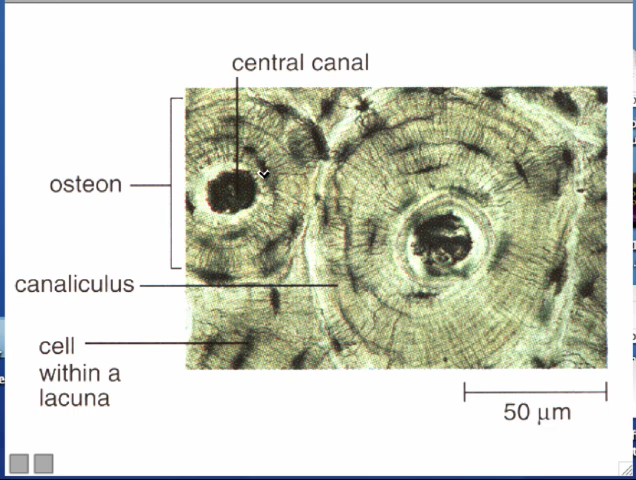 central canal
osteon
canaliculus
cell
within a
lacuna
50 μm